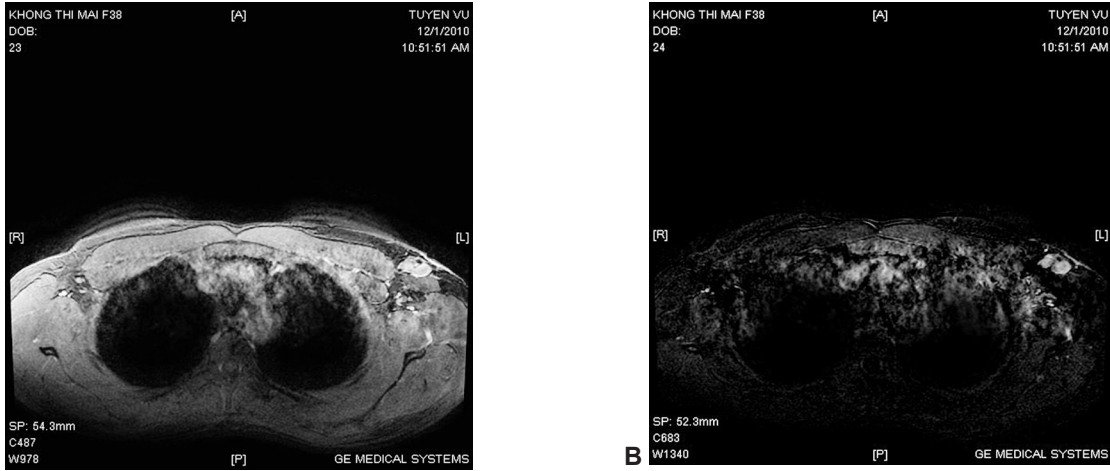 KHONG THI MAI F38
DOB:
23
[A]
TUYEN VU
12/1/2010
10:51:51 AM
[R]
[L]
SP: 54.3mm
C487
W978
[P]
GE MEDICAL SYSTEMS
B
KHONG THI MAI F38
DOB:
24
[A]
TUYEN VU
12/1/2010
10:51:51 AM
[R]
[L]
SP: 52.3mm
C683
W1340
[P]
GE MEDICAL SYSTEMS